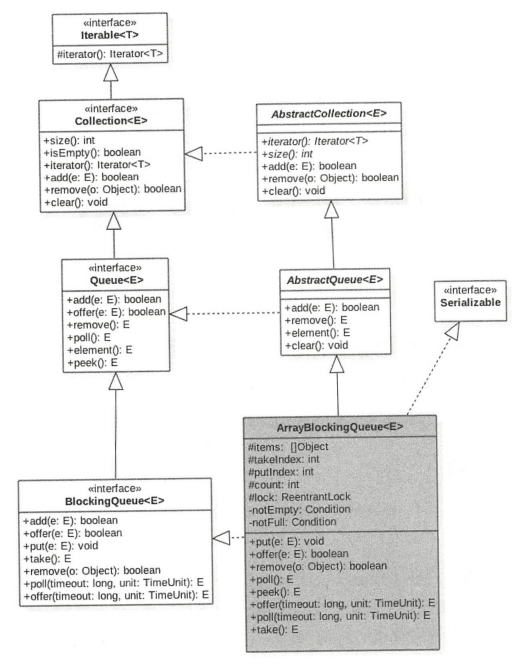 «interface»
Iterable<T>
#iterator(): Iterator<T>
«interface»
Collection<E>
+size(): int
+isEmpty(): boolean
+iterator(): Iterator<T>
+add(e: E): boolean
+remove(o: Object): boolean
+clear(): void
AbstractCollection<E>
+iterator(): Iterator<T>
+size(): int
+add(e: E): boolean
+remove(o: Object): boolean
+clear(): void
«interface»
Queue<E>
+add(e: E): boolean
+offer(e: E): boolean
+remove(): E
+poll(): E
+element(): E
+peek(): E
AbstractQueue<E>
+add(e: E): boolean
+remove(): E
+element(): E
+clear(): void
«interface»
Serializable
«interface»
BlockingQueue<E>
+add(e: E): boolean
+offer(e: E): boolean
+put(e: E): void
+take(): E
+remove(o: Object): boolean
+poll(timeout: long, unit: TimeUnit): E
+offer(timeout: long, unit: TimeUnit): E
ArrayBlockingQueue<E>
#items: []Object
#takeIndex: int
#putIndex: int
#count: int
#lock: ReentrantLock
-notEmpty: Condition
-notFull: Condition
+put(e: E): void
+offer(e: E): boolean
+remove(o: Object): boolean
+poll(): E
+peek(): E
+offer(timeout: long, unit: TimeUnit): E
+poll(timeout: long, unit: TimeUnit): E
+take(): E